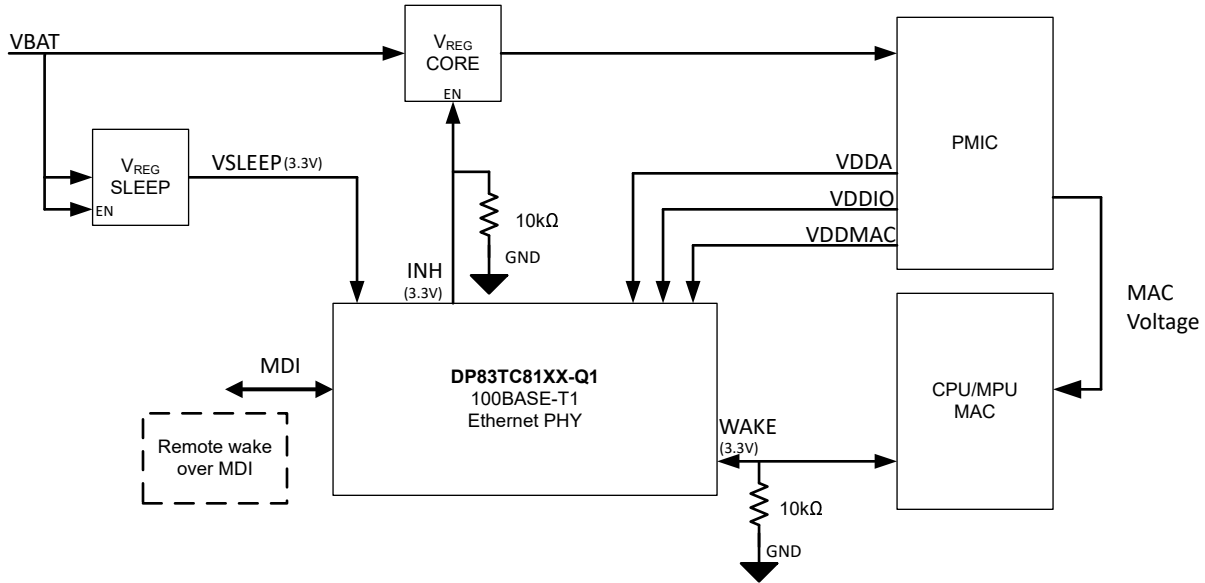 VBAT
VREG
CORE
EN
VREG
SLEEP
EN
VSLEEP (3.3V)
10kΩ
GND
INH
(3.3V)
PMIC
VDDA
VDDIO
VDDMAC
MAC
Voltage
MDI
Remote wake
over MDI
DP83TC81XX-Q1
100BASE-T1
Ethernet PHY
WAKE
(3.3V)
10kΩ
GND
CPU/MPU
MAC